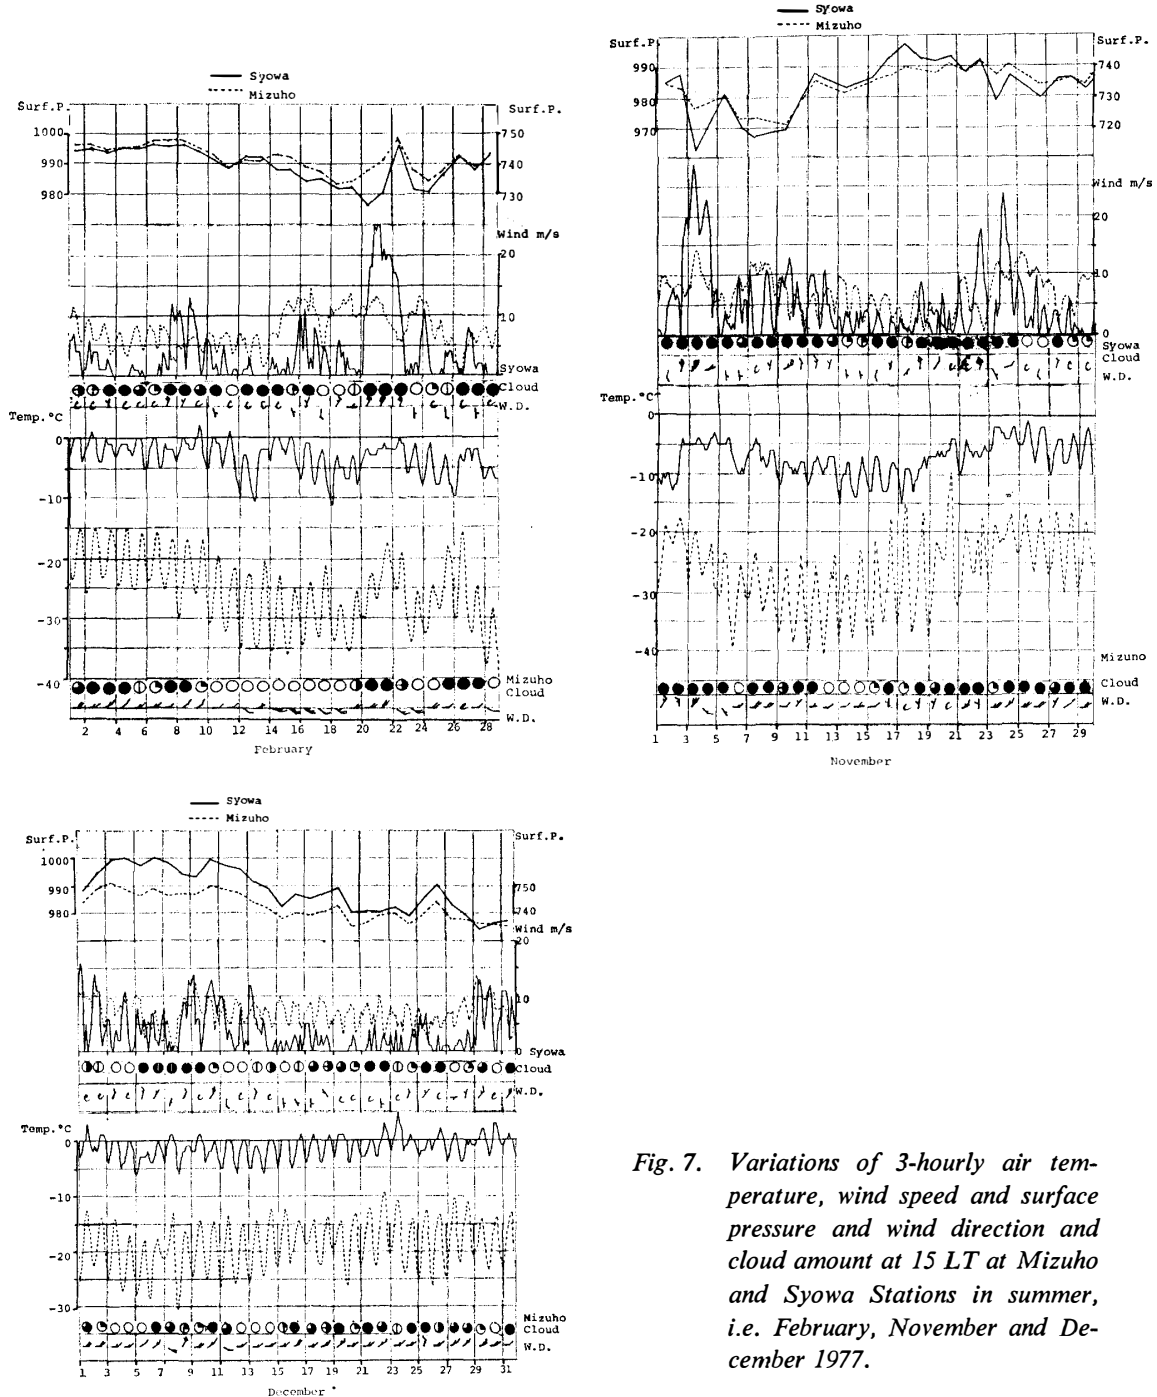 Syowa
Mizuho
Surf.P.
Surf.P.
1000
990
980
750
740
730
Wind m/s
20
10
Syowa
Cloud
W.D.
Temp.°C
0
-10
-20
-30
-40
Mizuho
Cloud
W.D.
2 4 6 8 10 12 14 16 18 20 22 24 26 28
February
Syowa
Mizuho
Surf.P.
Surf.P.
990
980
970
740
730
720
Wind m/s
20
10
0
Syowa
Cloud
W.D.
Temp.°C
0
-10
-20
-30
-40
Mizuho
Cloud
W.D.
1 3 5 7 9 11 13 15 17 19 21 23 25 27 29
November
Syowa
Mizuho
Surf.P.
Surf.P.
1000
990
980
750
740
Wind m/s
20
10
0
Syowa
Cloud
W.D.
Temp.°C
0
-10
-20
-30
Mizuho
Cloud
W.D.
1 3 5 7 9 11 13 15 17 19 21 23 25 27 29 31
December
Fig. 7. Variations of 3-hourly air tem-
perature, wind speed and surface
pressure and wind direction and
cloud amount at 15 LT at Mizuho
and Syowa Stations in summer,
i.e. February, November and De-
cember 1977.